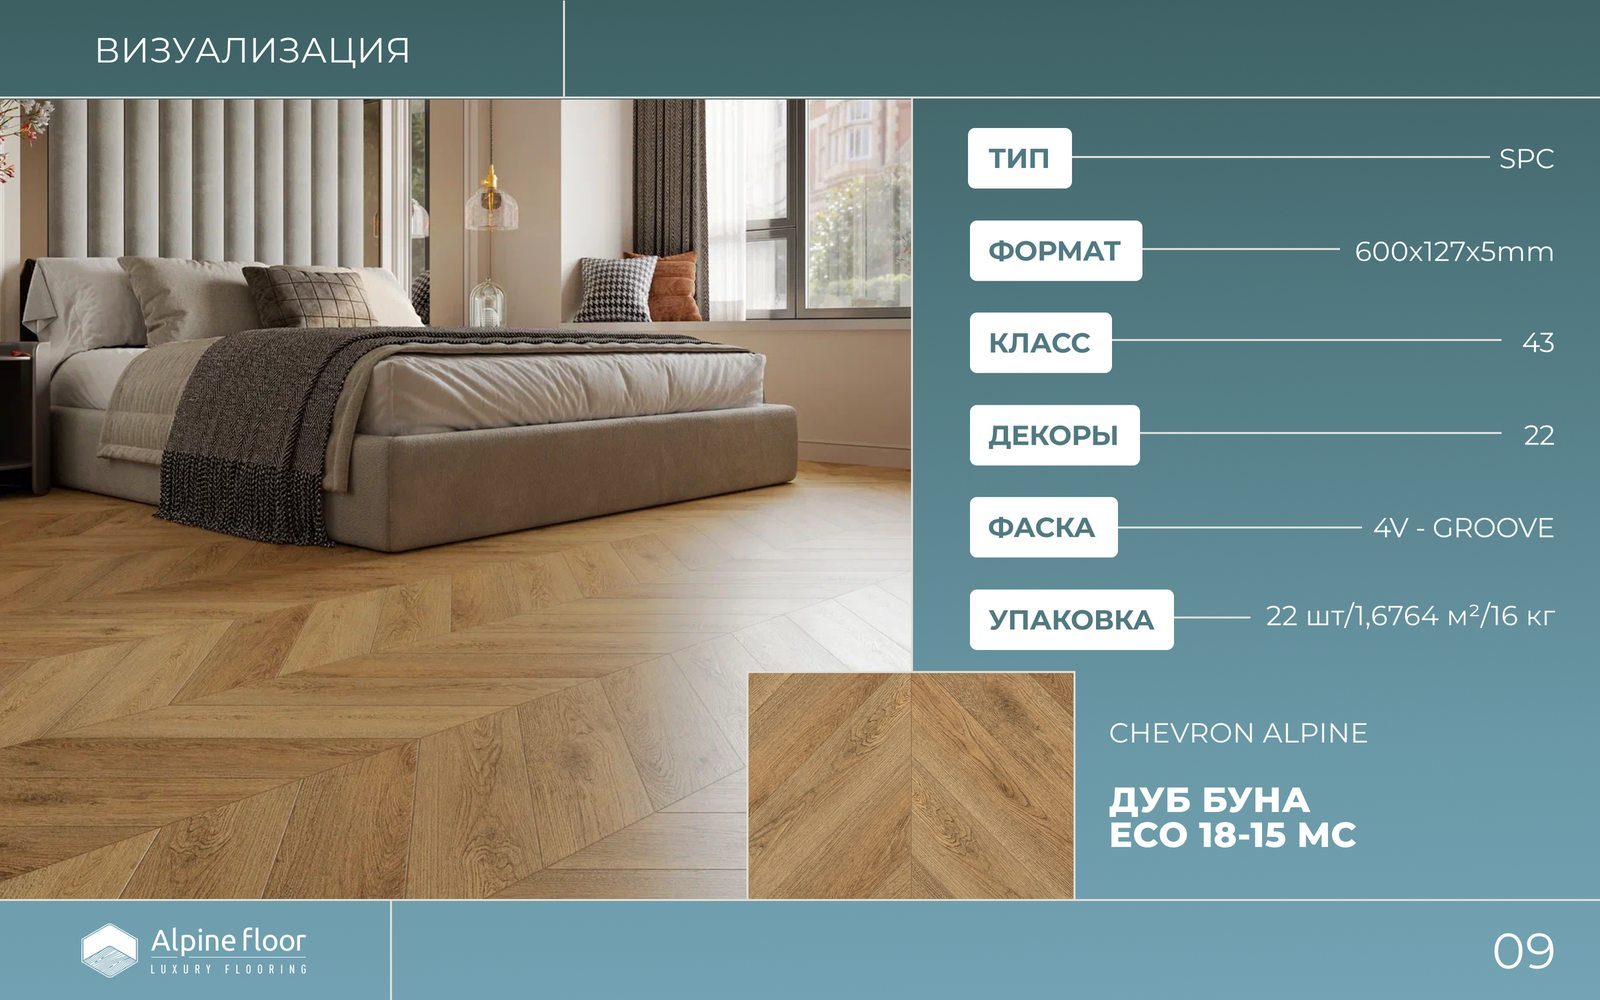 ВИЗУАЛИЗАЦИЯ
ТИП SPC
ФОРМАТ 600x127x5mm
КЛАСС 43
ДЕКОРЫ 22
ФАСКА 4V - GROOVE
УПАКОВКА 22 шт/1,6764 м²/16 кг
CHEVRON ALPINE
ДУБ БУНА
ECO 18-15 MC
Alpine floor
LUXURY FLOORING
09